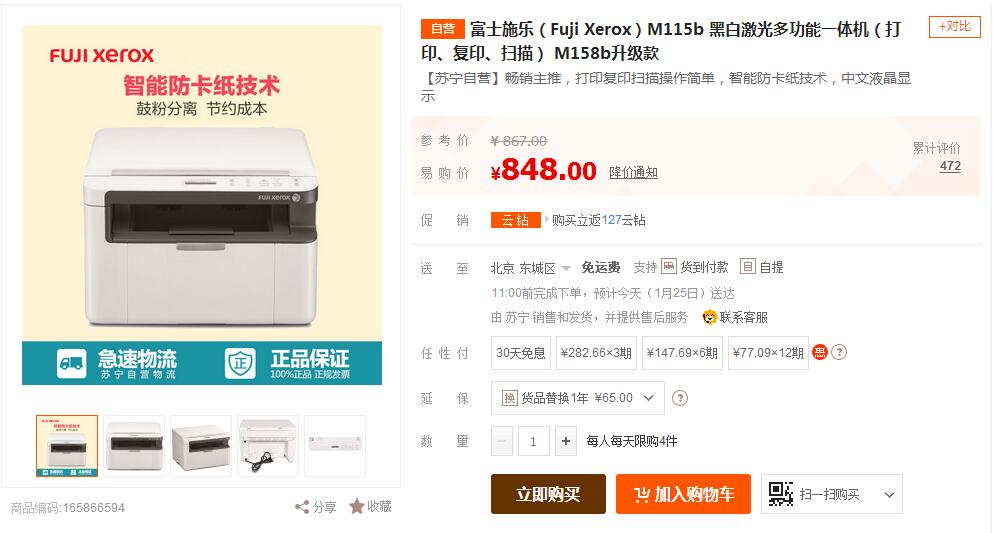 FUJI xerox
智能防卡纸技术
鼓粉分离 节约成本
FUJI xerox
急速物流
苏宁自营物流
正
正品保证
100%正品 正规发票
商品编码:165866594
分享
收藏
自营 富士施乐（Fuji Xerox）M115b 黑白激光多功能一体机（打
印、复印、扫描） M158b升级款
+对比
【苏宁自营】畅销主推，打印复印扫描操作简单，智能防卡纸技术，中文液晶显
示
参考价 ¥ 867.00
累计评价
472
易购价 ¥848.00 降价通知
促销 云钻 购买立返127云钻
送至 北京 东城区 免运费 支持 货到付款 自 自提
11:00前完成下单，预计今天（1月25日）送达
由 苏宁 销售和发货，并提供售后服务 联系客服
任性付 30天免息 ¥282.66×3期 ¥147.69×6期 ¥77.09×12期 惠 ?
延保 换 货品替换1年 ¥65.00 ?
数量 − 1 + 每人每天限购4件
立即购买 加入购物车 扫一扫购买